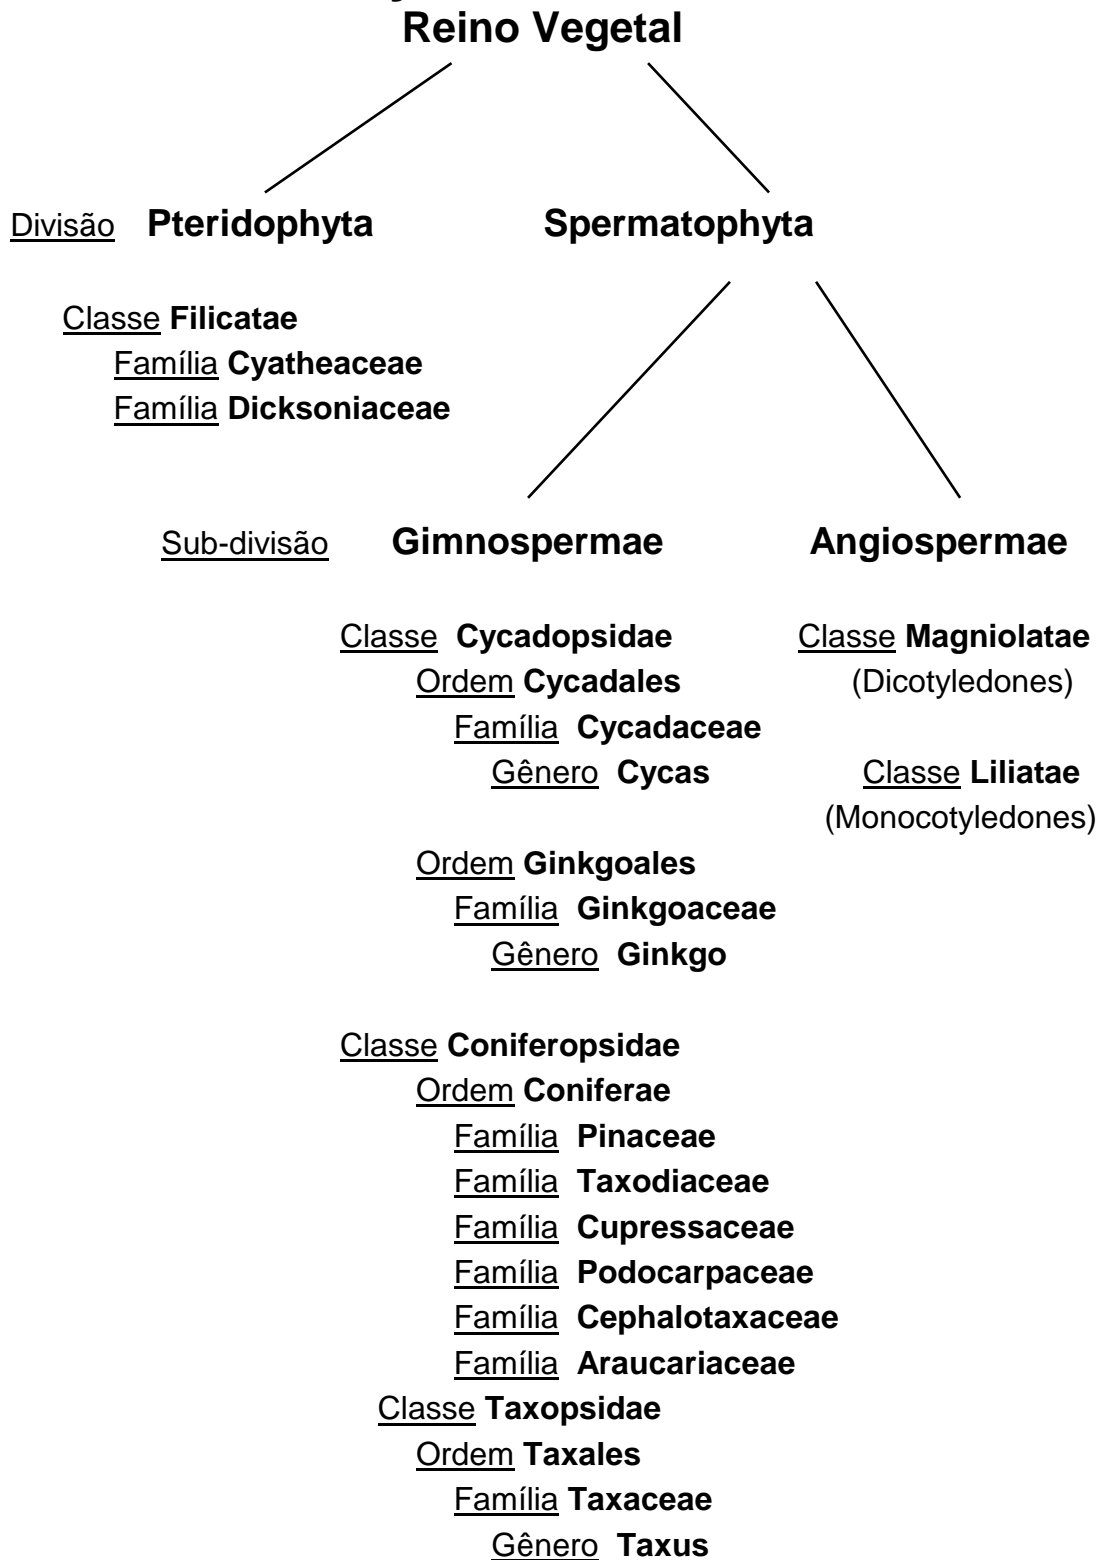 Reino Vegetal
Divisão Pteridophyta Spermatophyta
Classe Filicatae
Família Cyatheaceae
Família Dicksoniaceae
Sub-divisão Gimnospermae Angiospermae
Classe Cycadopsidae Classe Magniolatae
Ordem Cycadales (Dicotyledones)
Família Cycadaceae
Gênero Cycas Classe Liliatae
(Monocotyledones)
Ordem Ginkgoales
Família Ginkgoaceae
Gênero Ginkgo
Classe Coniferopsidae
Ordem Coniferae
Família Pinaceae
Família Taxodiaceae
Família Cupressaceae
Família Podocarpaceae
Família Cephalotaxaceae
Família Araucariaceae
Classe Taxopsidae
Ordem Taxales
Família Taxaceae
Gênero Taxus